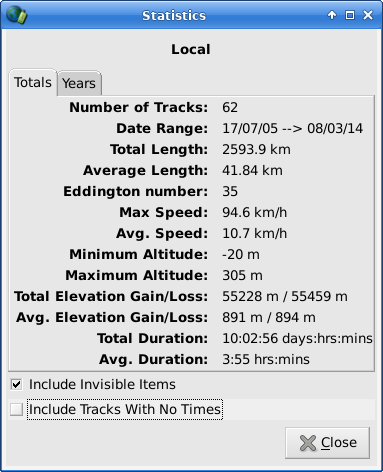 Statistics
Local
Totals Years
Number of Tracks: 62
Date Range: 17/07/05 --> 08/03/14
Total Length: 2593.9 km
Average Length: 41.84 km
Eddington number: 35
Max Speed: 94.6 km/h
Avg. Speed: 10.7 km/h
Minimum Altitude: -20 m
Maximum Altitude: 305 m
Total Elevation Gain/Loss: 55228 m / 55459 m
Avg. Elevation Gain/Loss: 891 m / 894 m
Total Duration: 10:02:56 days:hrs:mins
Avg. Duration: 3:55 hrs:mins
Include Invisible Items
Include Tracks With No Times
Close